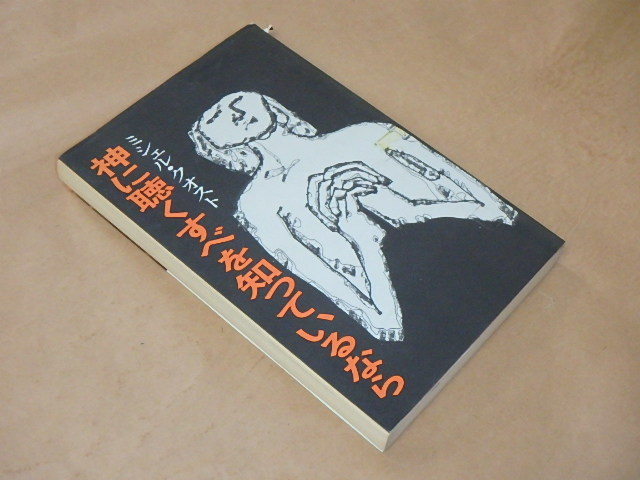 神に聴くすべを知っているなら
ミシェル・クオスト